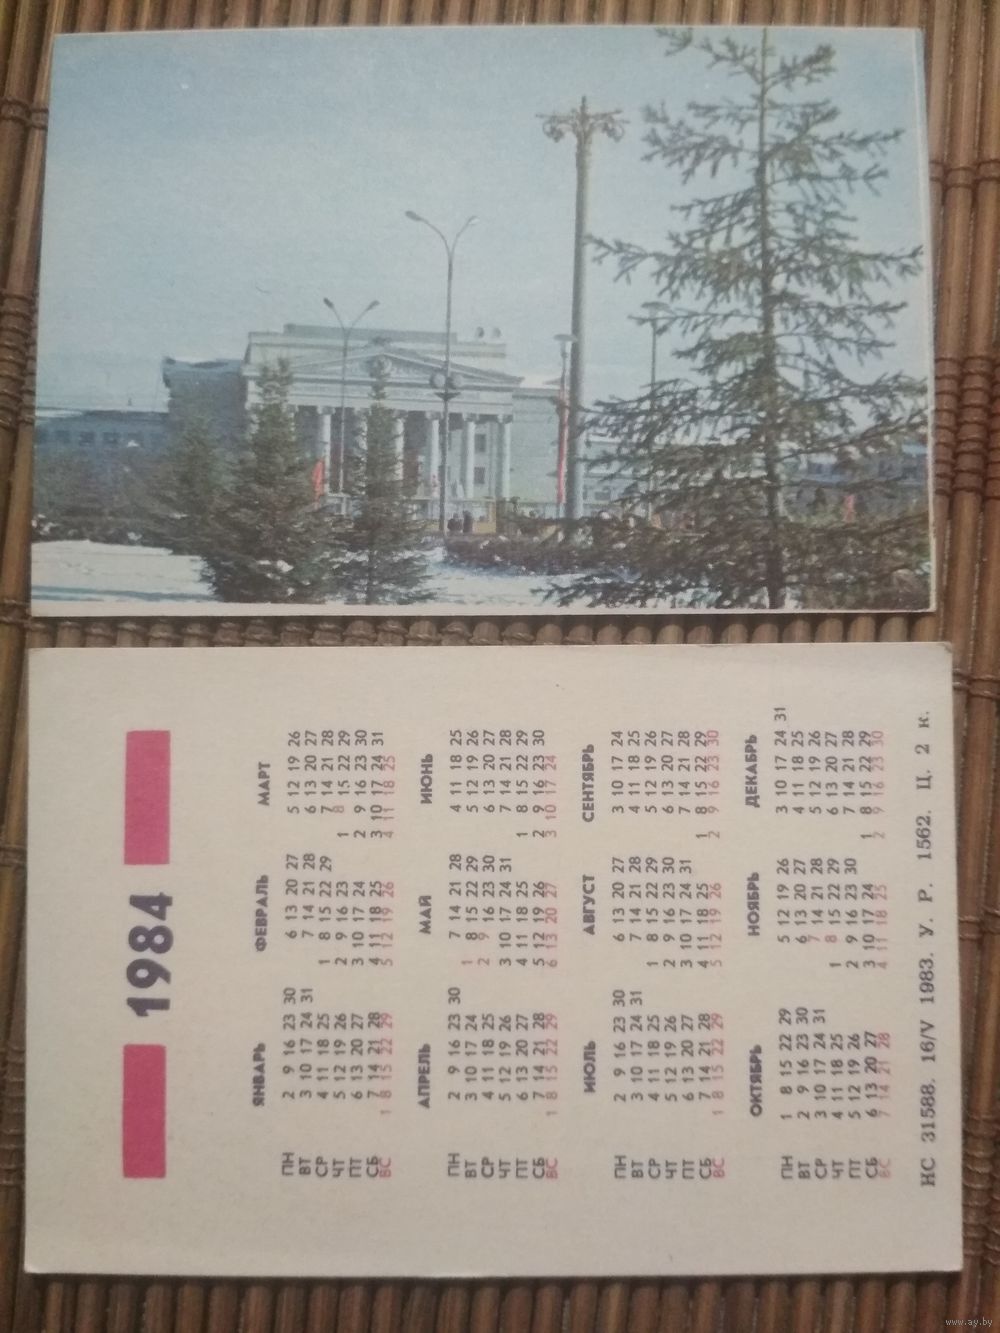 1984
ЯНВАРЬ ФЕВРАЛЬ МАРТ
ПН 2 9 16 23 30 6 13 20 27 5 12 19 26
ВТ 3 10 17 24 31 7 14 21 28 6 13 20 27
СР 4 11 18 25 1 8 15 22 29 7 14 21 28
ЧТ 5 12 19 26 2 9 16 23 1 8 15 22 29
ПТ 6 13 20 27 3 10 17 24 2 9 16 23 30
СБ 7 14 21 28 4 11 18 25 3 10 17 24 31
ВС 1 8 15 22 29 5 12 19 26 4 11 18 25
АПРЕЛЬ МАЙ ИЮНЬ
ПН 2 9 16 23 30 7 14 21 28 4 11 18 25
ВТ 3 10 17 24 1 8 15 22 29 5 12 19 26
СР 4 11 18 25 2 9 16 23 30 6 13 20 27
ЧТ 5 12 19 26 3 10 17 24 31 7 14 21 28
ПТ 6 13 20 27 4 11 18 25 1 8 15 22 29
СБ 7 14 21 28 5 12 19 26 2 9 16 23 30
ВС 1 8 15 22 29 6 13 20 27 3 10 17 24
ИЮЛЬ АВГУСТ СЕНТЯБРЬ
ПН 2 9 16 23 30 6 13 20 27 3 10 17 24
ВТ 3 10 17 24 31 7 14 21 28 4 11 18 25
СР 4 11 18 25 1 8 15 22 29 5 12 19 26
ЧТ 5 12 19 26 2 9 16 23 30 6 13 20 27
ПТ 6 13 20 27 3 10 17 24 31 7 14 21 28
СБ 7 14 21 28 4 11 18 25 1 8 15 22 29
ВС 1 8 15 22 29 5 12 19 26 2 9 16 23 30
ОКТЯБРЬ НОЯБРЬ ДЕКАБРЬ
ПН 1 8 15 22 29 5 12 19 26 3 10 17 24 31
ВТ 2 9 16 23 30 6 13 20 27 4 11 18 25
СР 3 10 17 24 31 7 14 21 28 5 12 19 26
ЧТ 4 11 18 25 1 8 15 22 29 6 13 20 27
ПТ 5 12 19 26 2 9 16 23 30 7 14 21 28
СБ 6 13 20 27 3 10 17 24 1 8 15 22 29
ВС 7 14 21 28 4 11 18 25 2 9 16 23 30
НС 31588. 16/V 1983. У. Р. 1562. Ц. 2 к.
www.ay.by